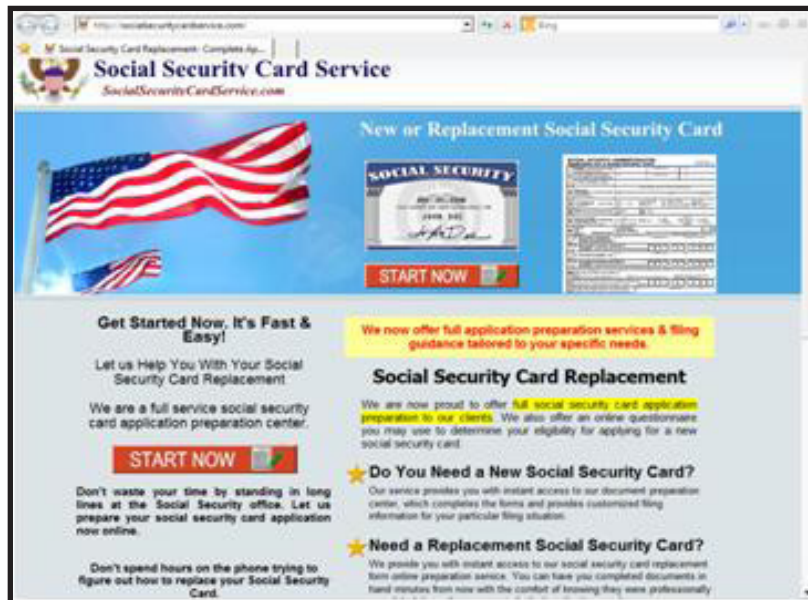 http://socialsecuritycardservice.com/
Bing
Social Security Card Replacement- Complete Ap...
Social Security Card Service
SocialSecurityCardService.com
New or Replacement Social Security Card
SOCIAL SECURITY
START NOW
Get Started Now, It's Fast &
Easy!
Let us Help You With Your Social
Security Card Replacement
We are a full service social security
card application preparation center.
START NOW
Don't waste your time by standing in long
lines at the Social Security office. Let us
prepare your social security card application
now online.
Don't spend hours on the phone trying to
figure out how to replace your Social Security
Card.
We now offer full application preparation services & filing
guidance tailored to your specific needs.
Social Security Card Replacement
We are now proud to offer full social security card application
preparation to our clients. We also offer an online questionnaire
you may use to determine your eligibility for applying for a new
social security card
Do You Need a New Social Security Card?
Our service provides you with instant access to our document preparation
center, which completes the forms and provides customized filing
information for your particular filing situation.
Need a Replacement Social Security Card?
We provide you with instant access to our social security card replacement
form online preparation service. You can have you completed documents in
hand minutes from now with the comfort of knowing they were professionally